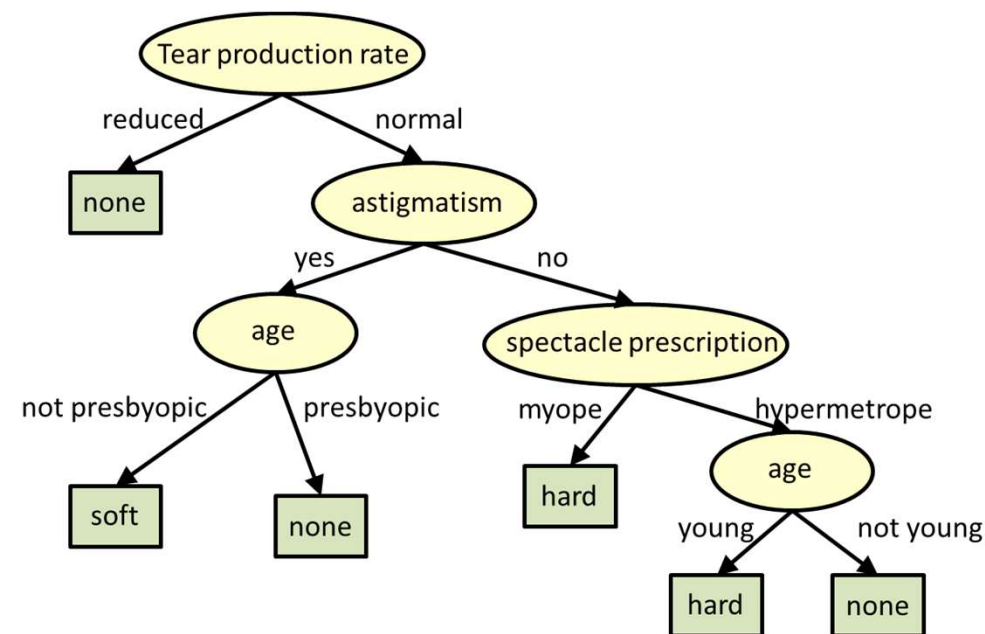 Tear production rate
reduced
normal
none
astigmatism
yes
no
age
spectacle prescription
not presbyopic
presbyopic
myope
hypermetrope
age
soft
none
hard
young
not young
hard
none